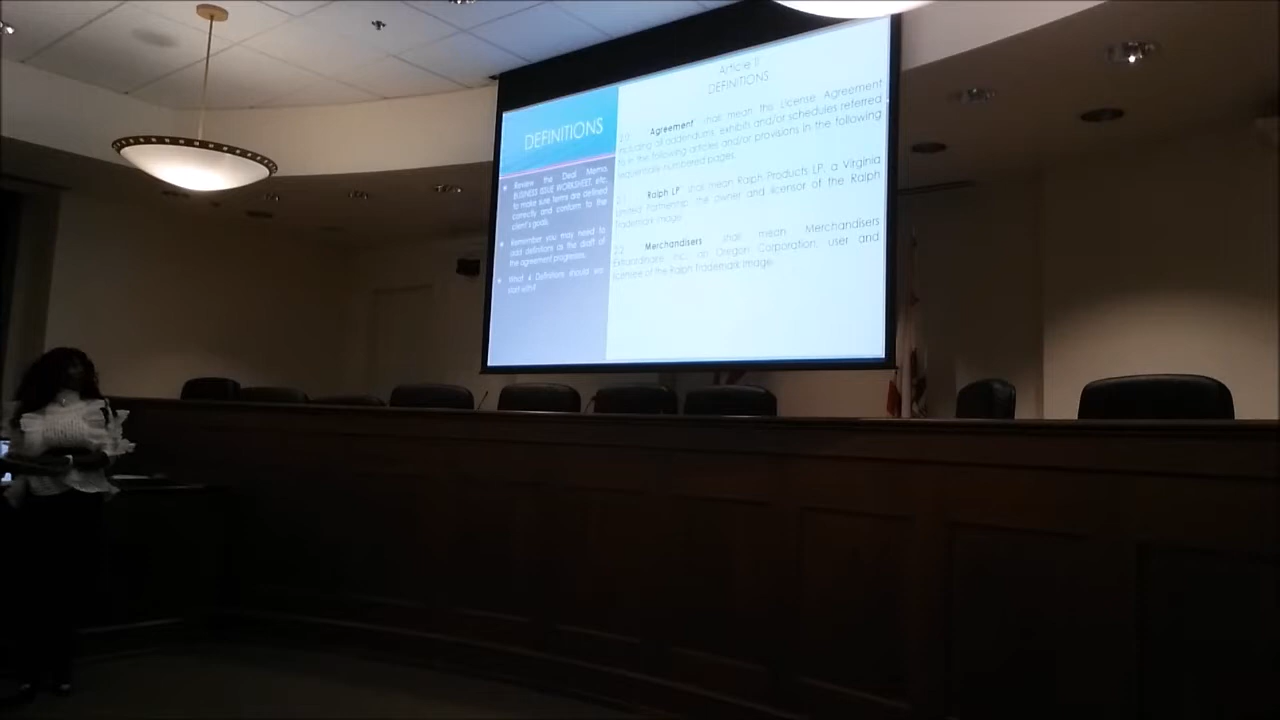 DEFINITIONS
Review the Deal Memo,
BUSINESS ISSUE WORKSHEET, etc.
to make sure terms are defined
correctly and conform to the
client's goals.
Remember you may need to
add definitions as the draft of
the agreement progresses.
What 4 Definitions should we
start with?
Article II
DEFINITIONS
2.0 Agreement shall mean this License Agreement
including all addendums, exhibits and/or schedules referred
to in the following articles and/or provisions in the following
sequentially numbered pages.
2.1 Ralph LP shall mean Ralph Products LP, a Virginia
Limited Partnership, the owner and licensor of the Ralph
Trademark Image.
2.2 Merchandisers shall mean Merchandisers
Extraordinaire Inc., an Oregon Corporation, user and
licensee of the Ralph Trademark Image.